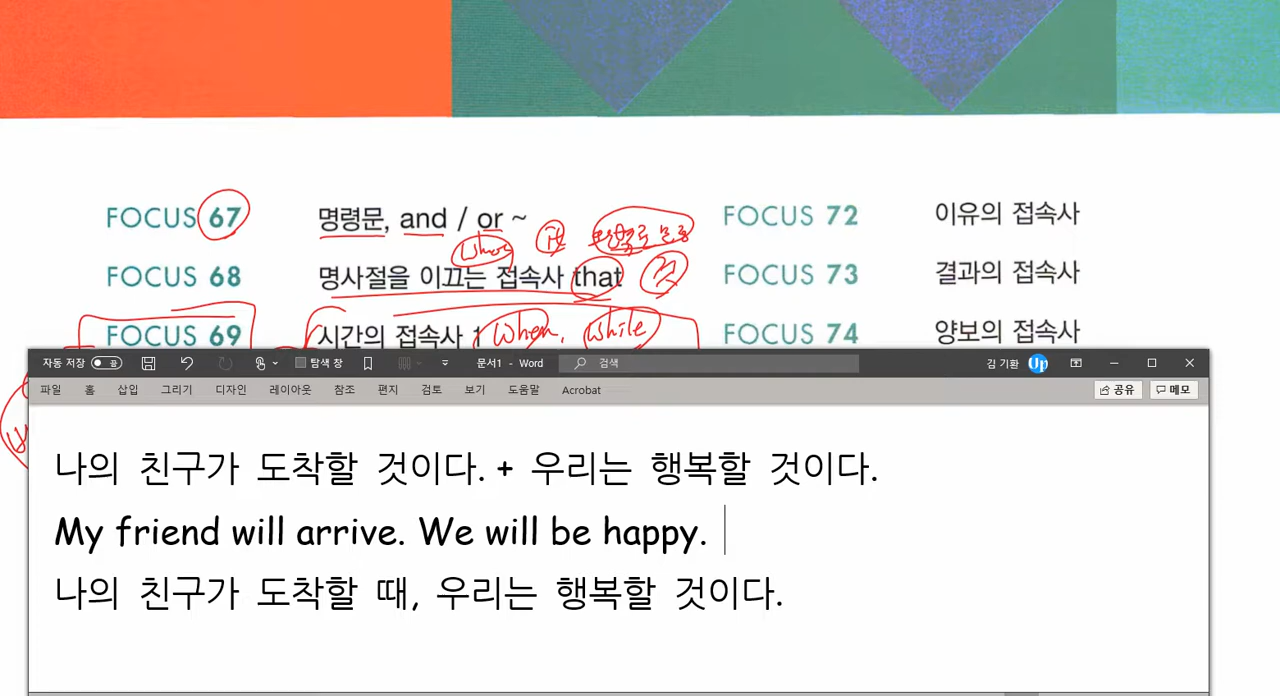 FOCUS 67 명령문, and / or ~
FOCUS 68 명사절을 이끄는 접속사 that 것
FOCUS 69 시간의 접속사 1 when, while
FOCUS 72 이유의 접속사
FOCUS 73 결과의 접속사
FOCUS 74 양보의 접속사
자동 저장 끔 탐색 창 문서1 - Word 검색 김 기환 Up
파일 홈 삽입 그리기 디자인 레이아웃 참조 편지 검토 보기 도움말 Acrobat 공유 메모
나의 친구가 도착할 것이다. + 우리는 행복할 것이다.
My friend will arrive. We will be happy.
나의 친구가 도착할 때, 우리는 행복할 것이다.